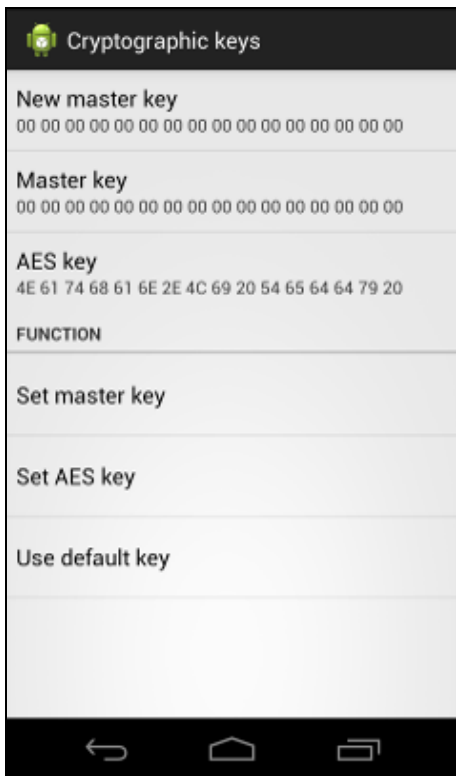 Cryptographic keys
New master key
00 00 00 00 00 00 00 00 00 00 00 00 00 00 00 00
Master key
00 00 00 00 00 00 00 00 00 00 00 00 00 00 00 00
AES key
4E 61 74 68 61 6E 2E 4C 69 20 54 65 64 64 79 20
FUNCTION
Set master key
Set AES key
Use default key